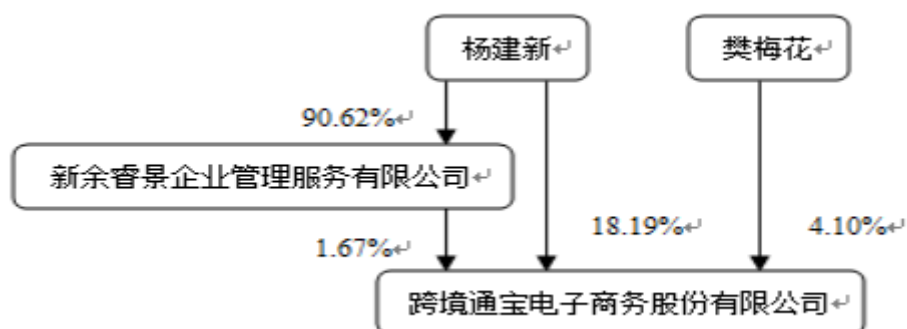 杨建新
樊梅花
90.62%
新余睿景企业管理服务有限公司
1.67%
18.19%
4.10%
跨境通宝电子商务股份有限公司